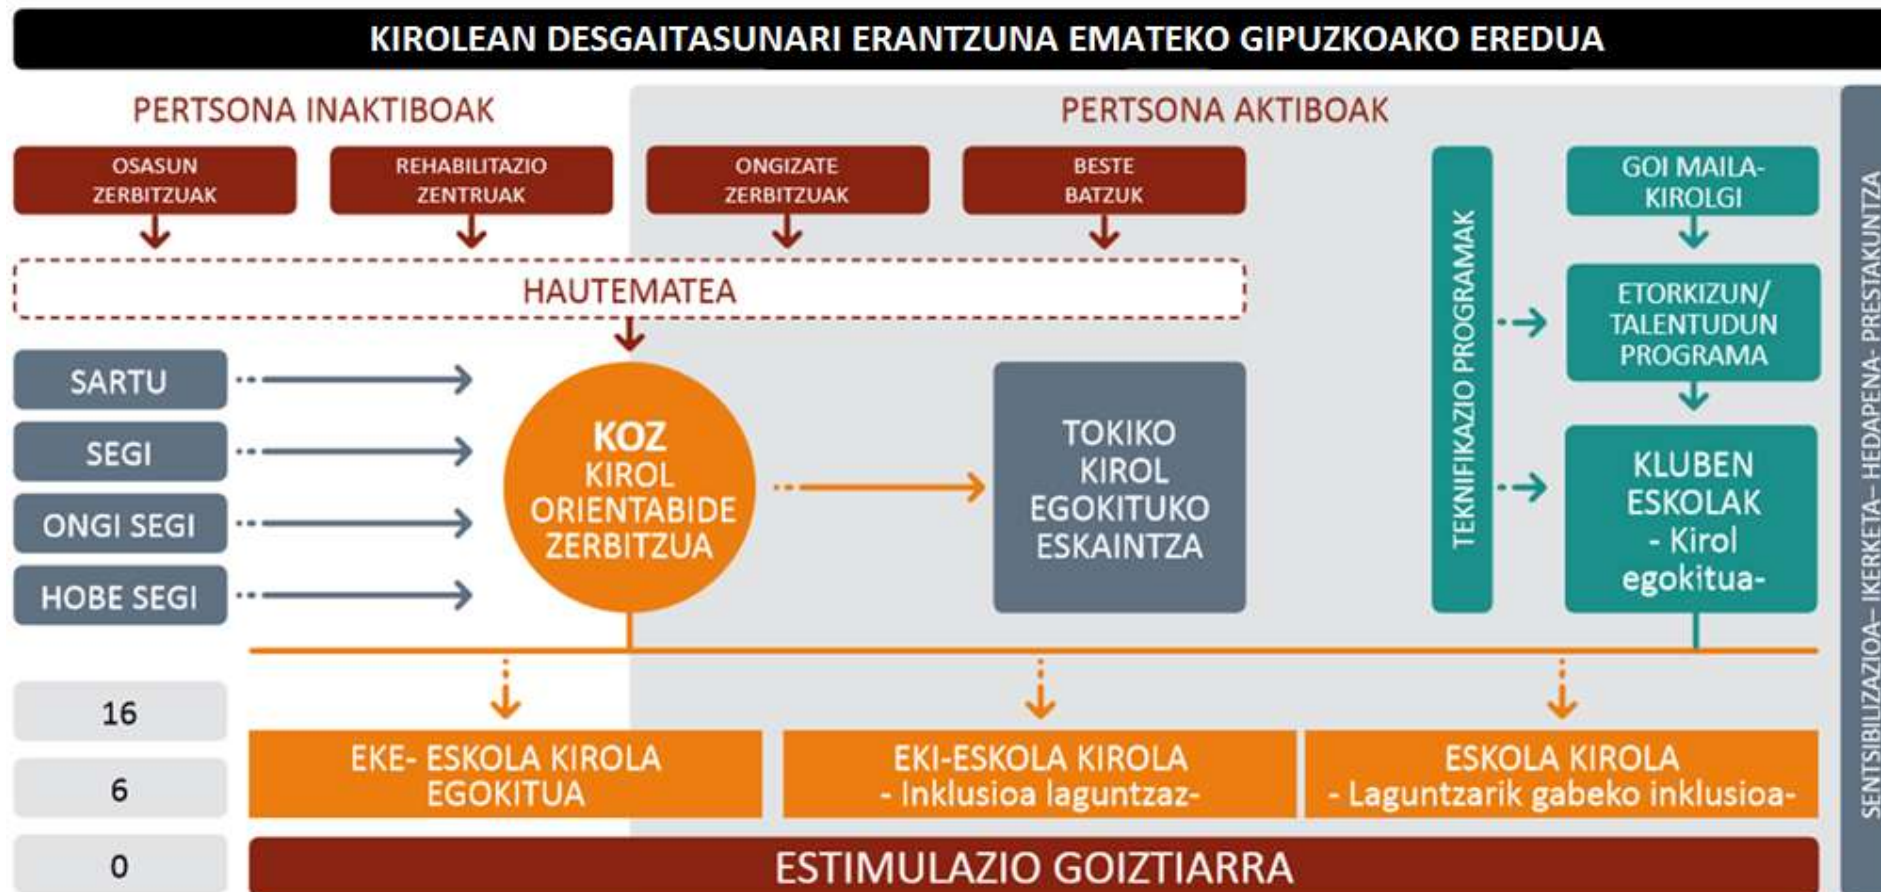 KIROLEAN DESGAITASUNARI ERANTZUNA EMATEKO GIPUZKOAKO EREDUA
PERTSONA INAKTIBOAK
PERTSONA AKTIBOAK
OSASUN
ZERBITZUAK
REHABILITAZIO
ZENTRUAK
ONGIZATE
ZERBITZUAK
BESTE
BATZUK
HAUTEMATEA
SARTU
SEGI
ONGI SEGI
HOBE SEGI
KOZ
KIROL
ORIENTABIDE
ZERBITZUA
TOKIKO
KIROL
EGOKITUKO
ESKAINTZA
TEKNIFIKAZIO PROGRAMAK
GOI MAILA-
KIROLGI
ETORKIZUN/
TALENTUDUN
PROGRAMA
KLUBEN
ESKOLAK
- Kirol
egokitua-
16
6
0
EKE- ESKOLA KIROLA
EGOKITUA
EKI-ESKOLA KIROLA
- Inklusioa laguntzaz-
ESKOLA KIROLA
- Laguntzarik gabeko inklusioa-
ESTIMULAZIO GOIZTIARRA
SENTSIBILIZAZIOA– IKERKETA– HEDAPENA- PRESTAKUNTZA